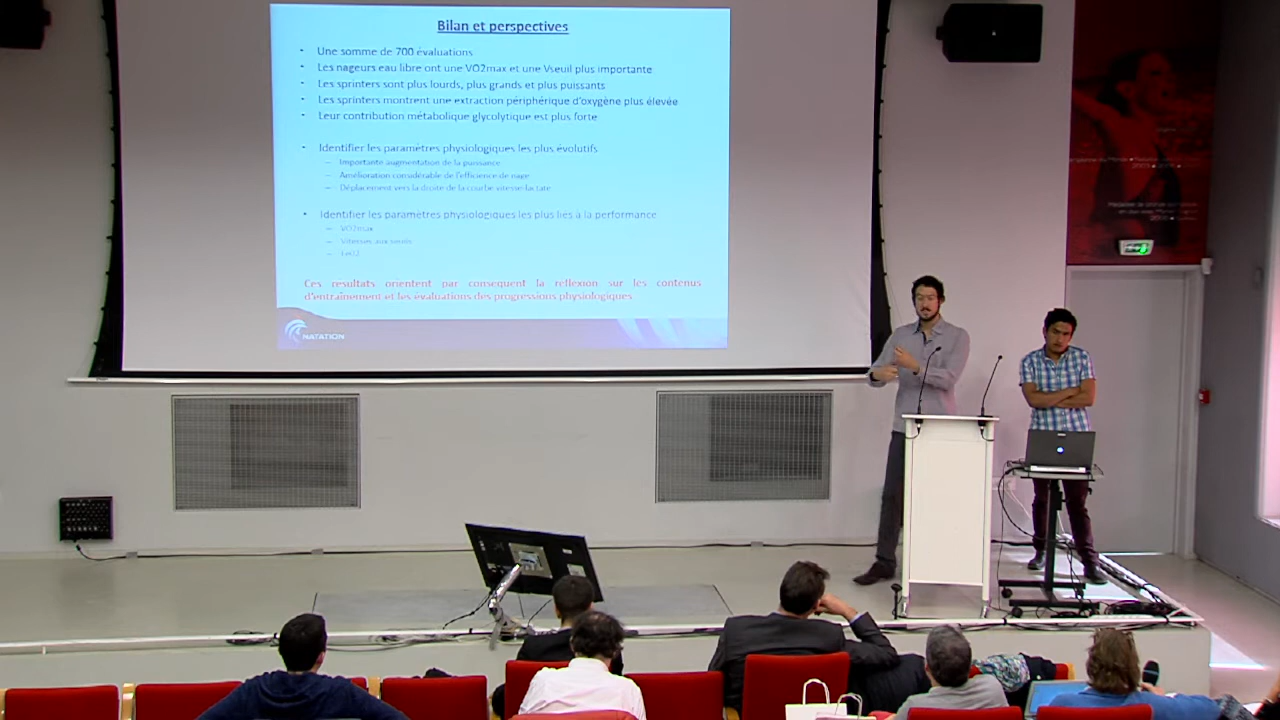 Bilan et perspectives
Une somme de 700 évaluations
Les nageurs eau libre ont une VO2max et une Vseuil plus importante
Les sprinters sont plus lourds, plus grands et plus puissants
Les sprinters montrent une extraction périphérique d'oxygène plus élevée
Leur contribution métabolique glycolytique est plus forte
Identifier les paramètres physiologiques les plus évolutifs
Importante augmentation de la puissance
Amélioration considérable de l'efficience de nage
Déplacement vers la droite de la courbe vitesse-lactate
Identifier les paramètres physiologiques les plus liés à la performance
VO2max
Vitesses aux seuils
Ces résultats orientent par conséquent la réflexion sur les contenus
d'entraînement et les évaluations des progressions physiologiques
NATATION